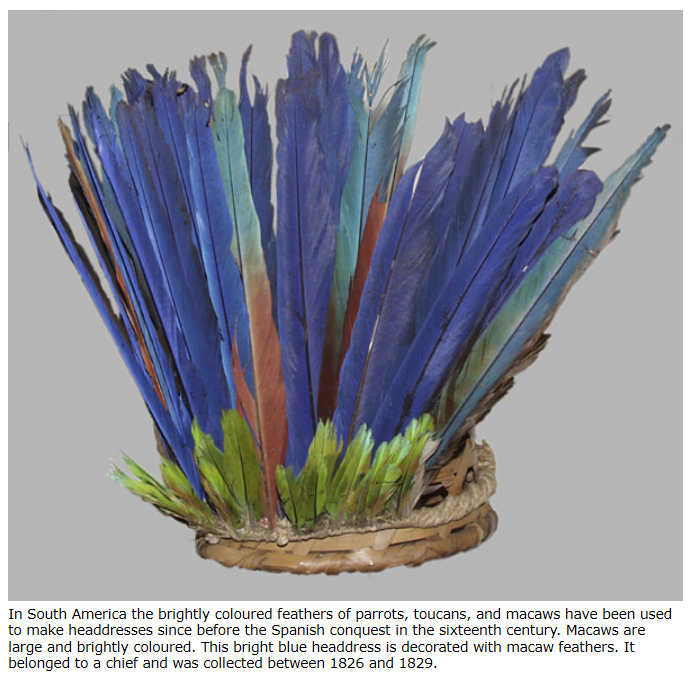 In South America the brightly coloured feathers of parrots, toucans, and macaws have been used
to make headdresses since before the Spanish conquest in the sixteenth century. Macaws are
large and brightly coloured. This bright blue headdress is decorated with macaw feathers. It
belonged to a chief and was collected between 1826 and 1829.